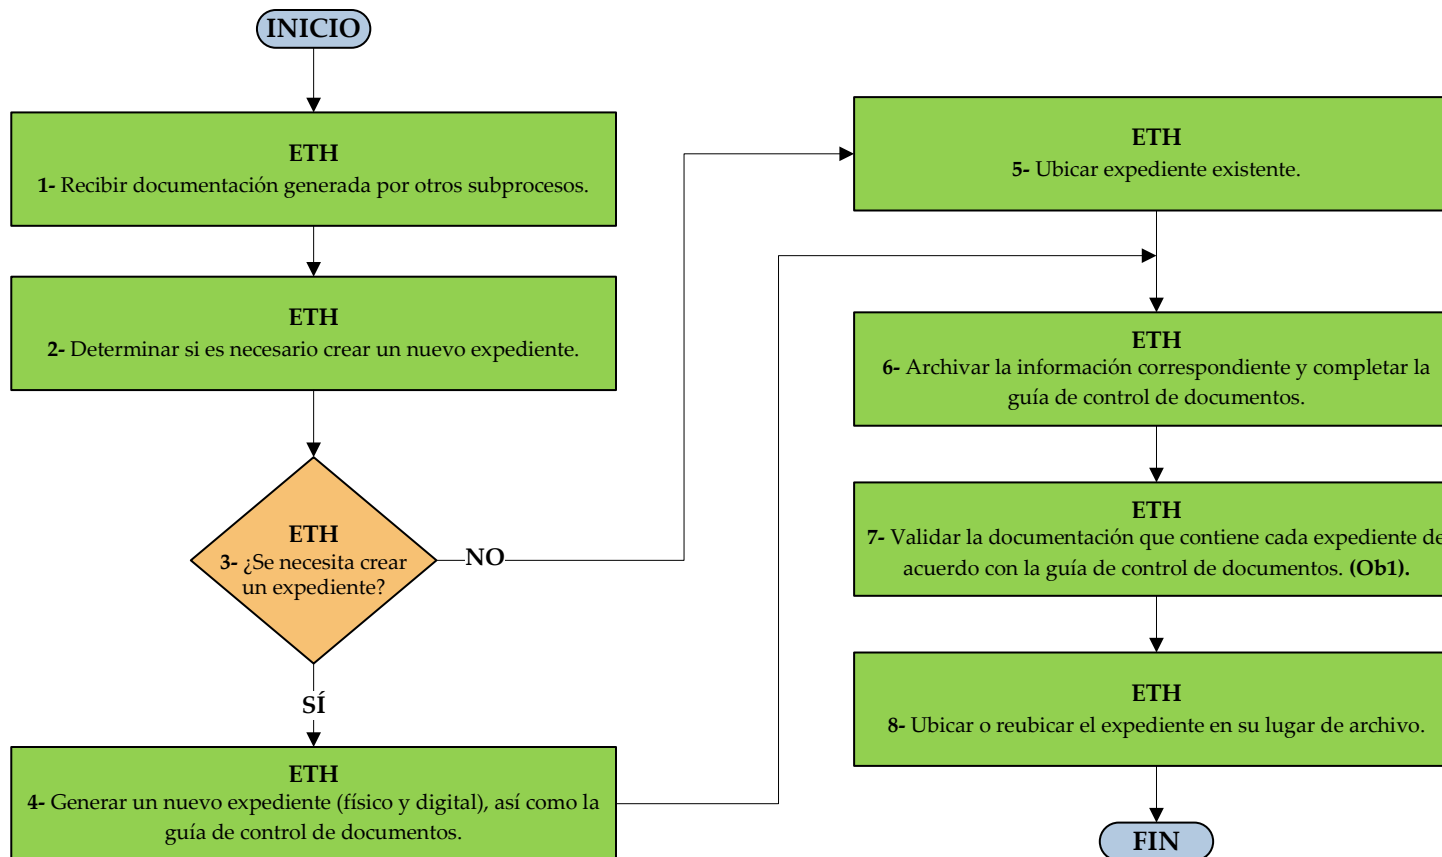 INICIO
ETH
1- Recibir documentación generada por otros subprocesos.
ETH
2- Determinar si es necesario crear un nuevo expediente.
ETH
3- ¿Se necesita crear
un expediente?
NO
SÍ
ETH
4- Generar un nuevo expediente (físico y digital), así como la
guía de control de documentos.
ETH
5- Ubicar expediente existente.
ETH
6- Archivar la información correspondiente y completar la
guía de control de documentos.
ETH
7- Validar la documentación que contiene cada expediente de
acuerdo con la guía de control de documentos. (Ob1).
ETH
8- Ubicar o reubicar el expediente en su lugar de archivo.
FIN